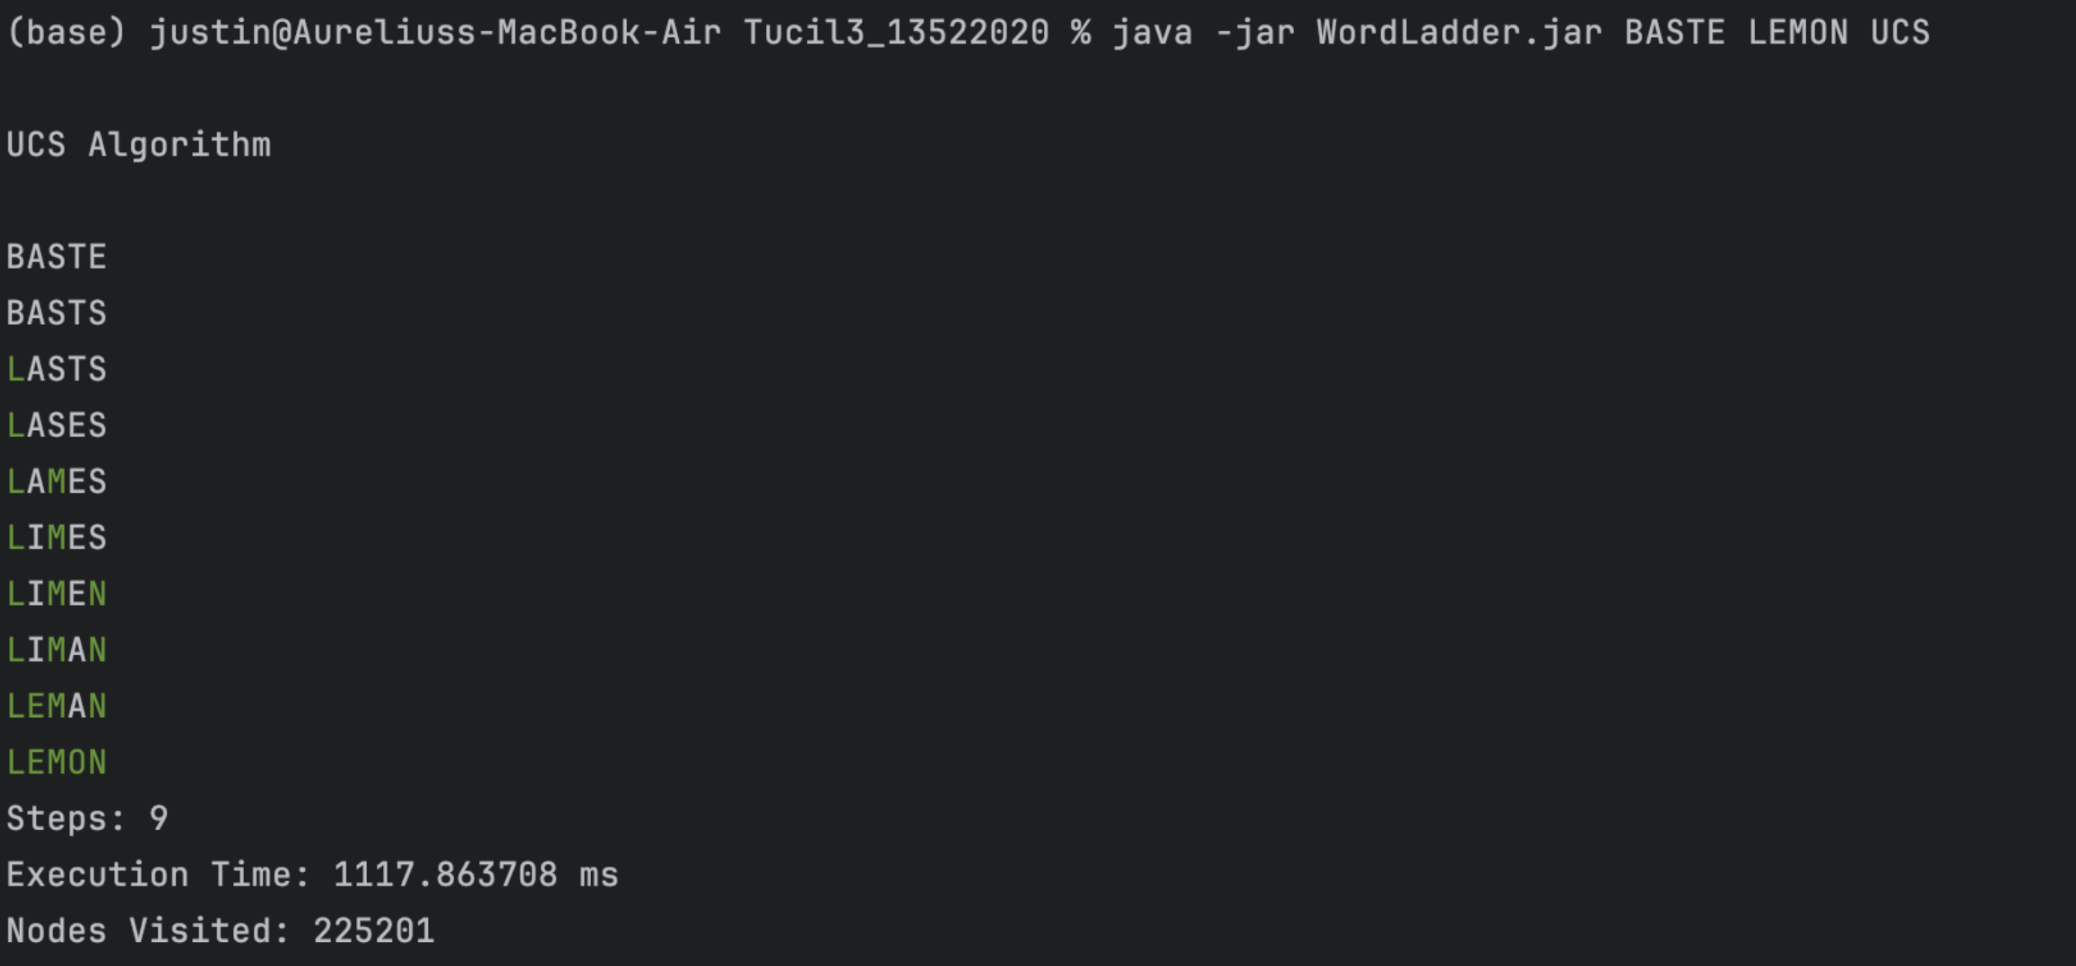 (base) justin@Aureliuss-MacBook-Air Tucil3_13522020 % java -jar WordLadder.jar BASTE LEMON UCS
UCS Algorithm
BASTE
BASTS
LASTS
LASES
LAMES
LIMES
LIMEN
LIMAN
LEMAN
LEMON
Steps: 9
Execution Time: 1117.863708 ms
Nodes Visited: 225201